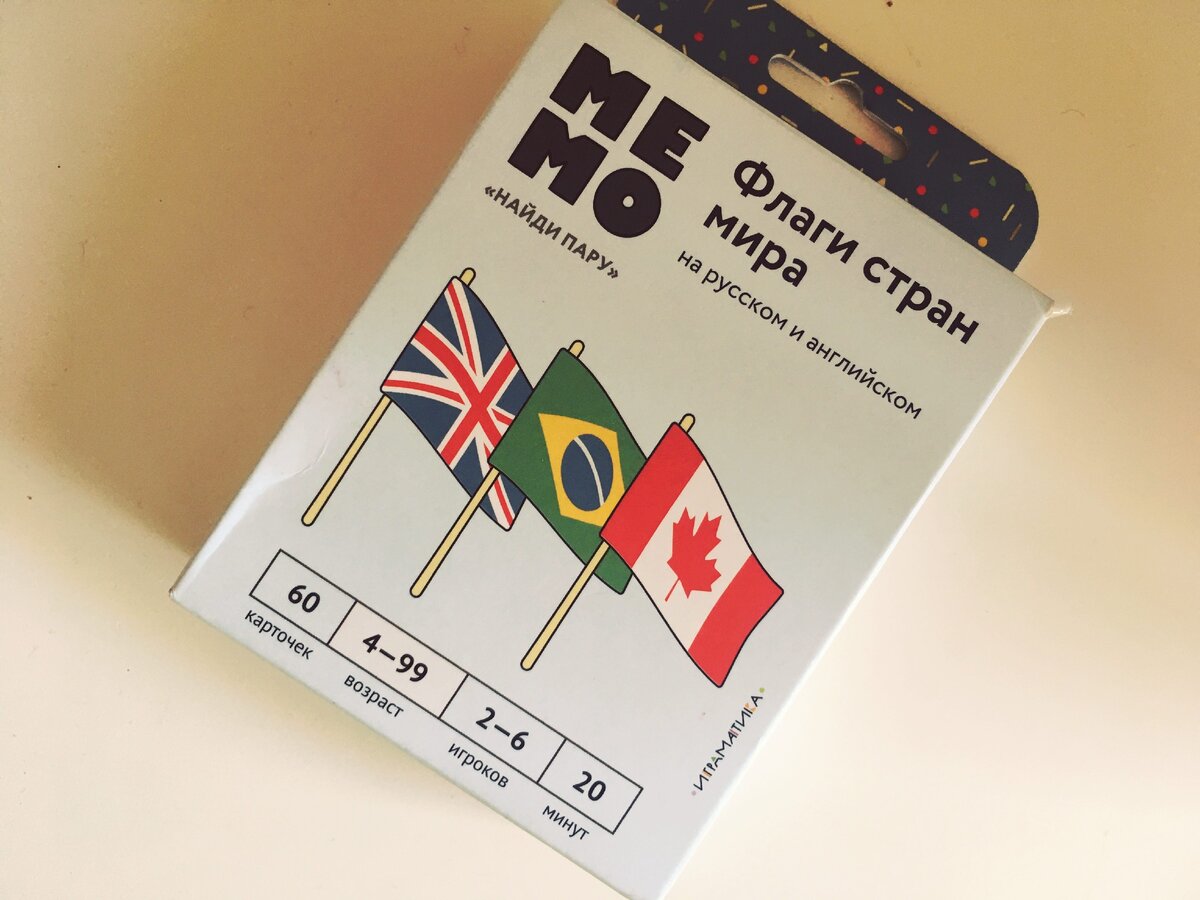 МЕ
МО
«НАЙДИ ПАРУ»
Флаги стран
мира
на русском и английском
60
карточек
4–99
возраст
2–6
игроков
20
минут
ИГРАМАТИКА